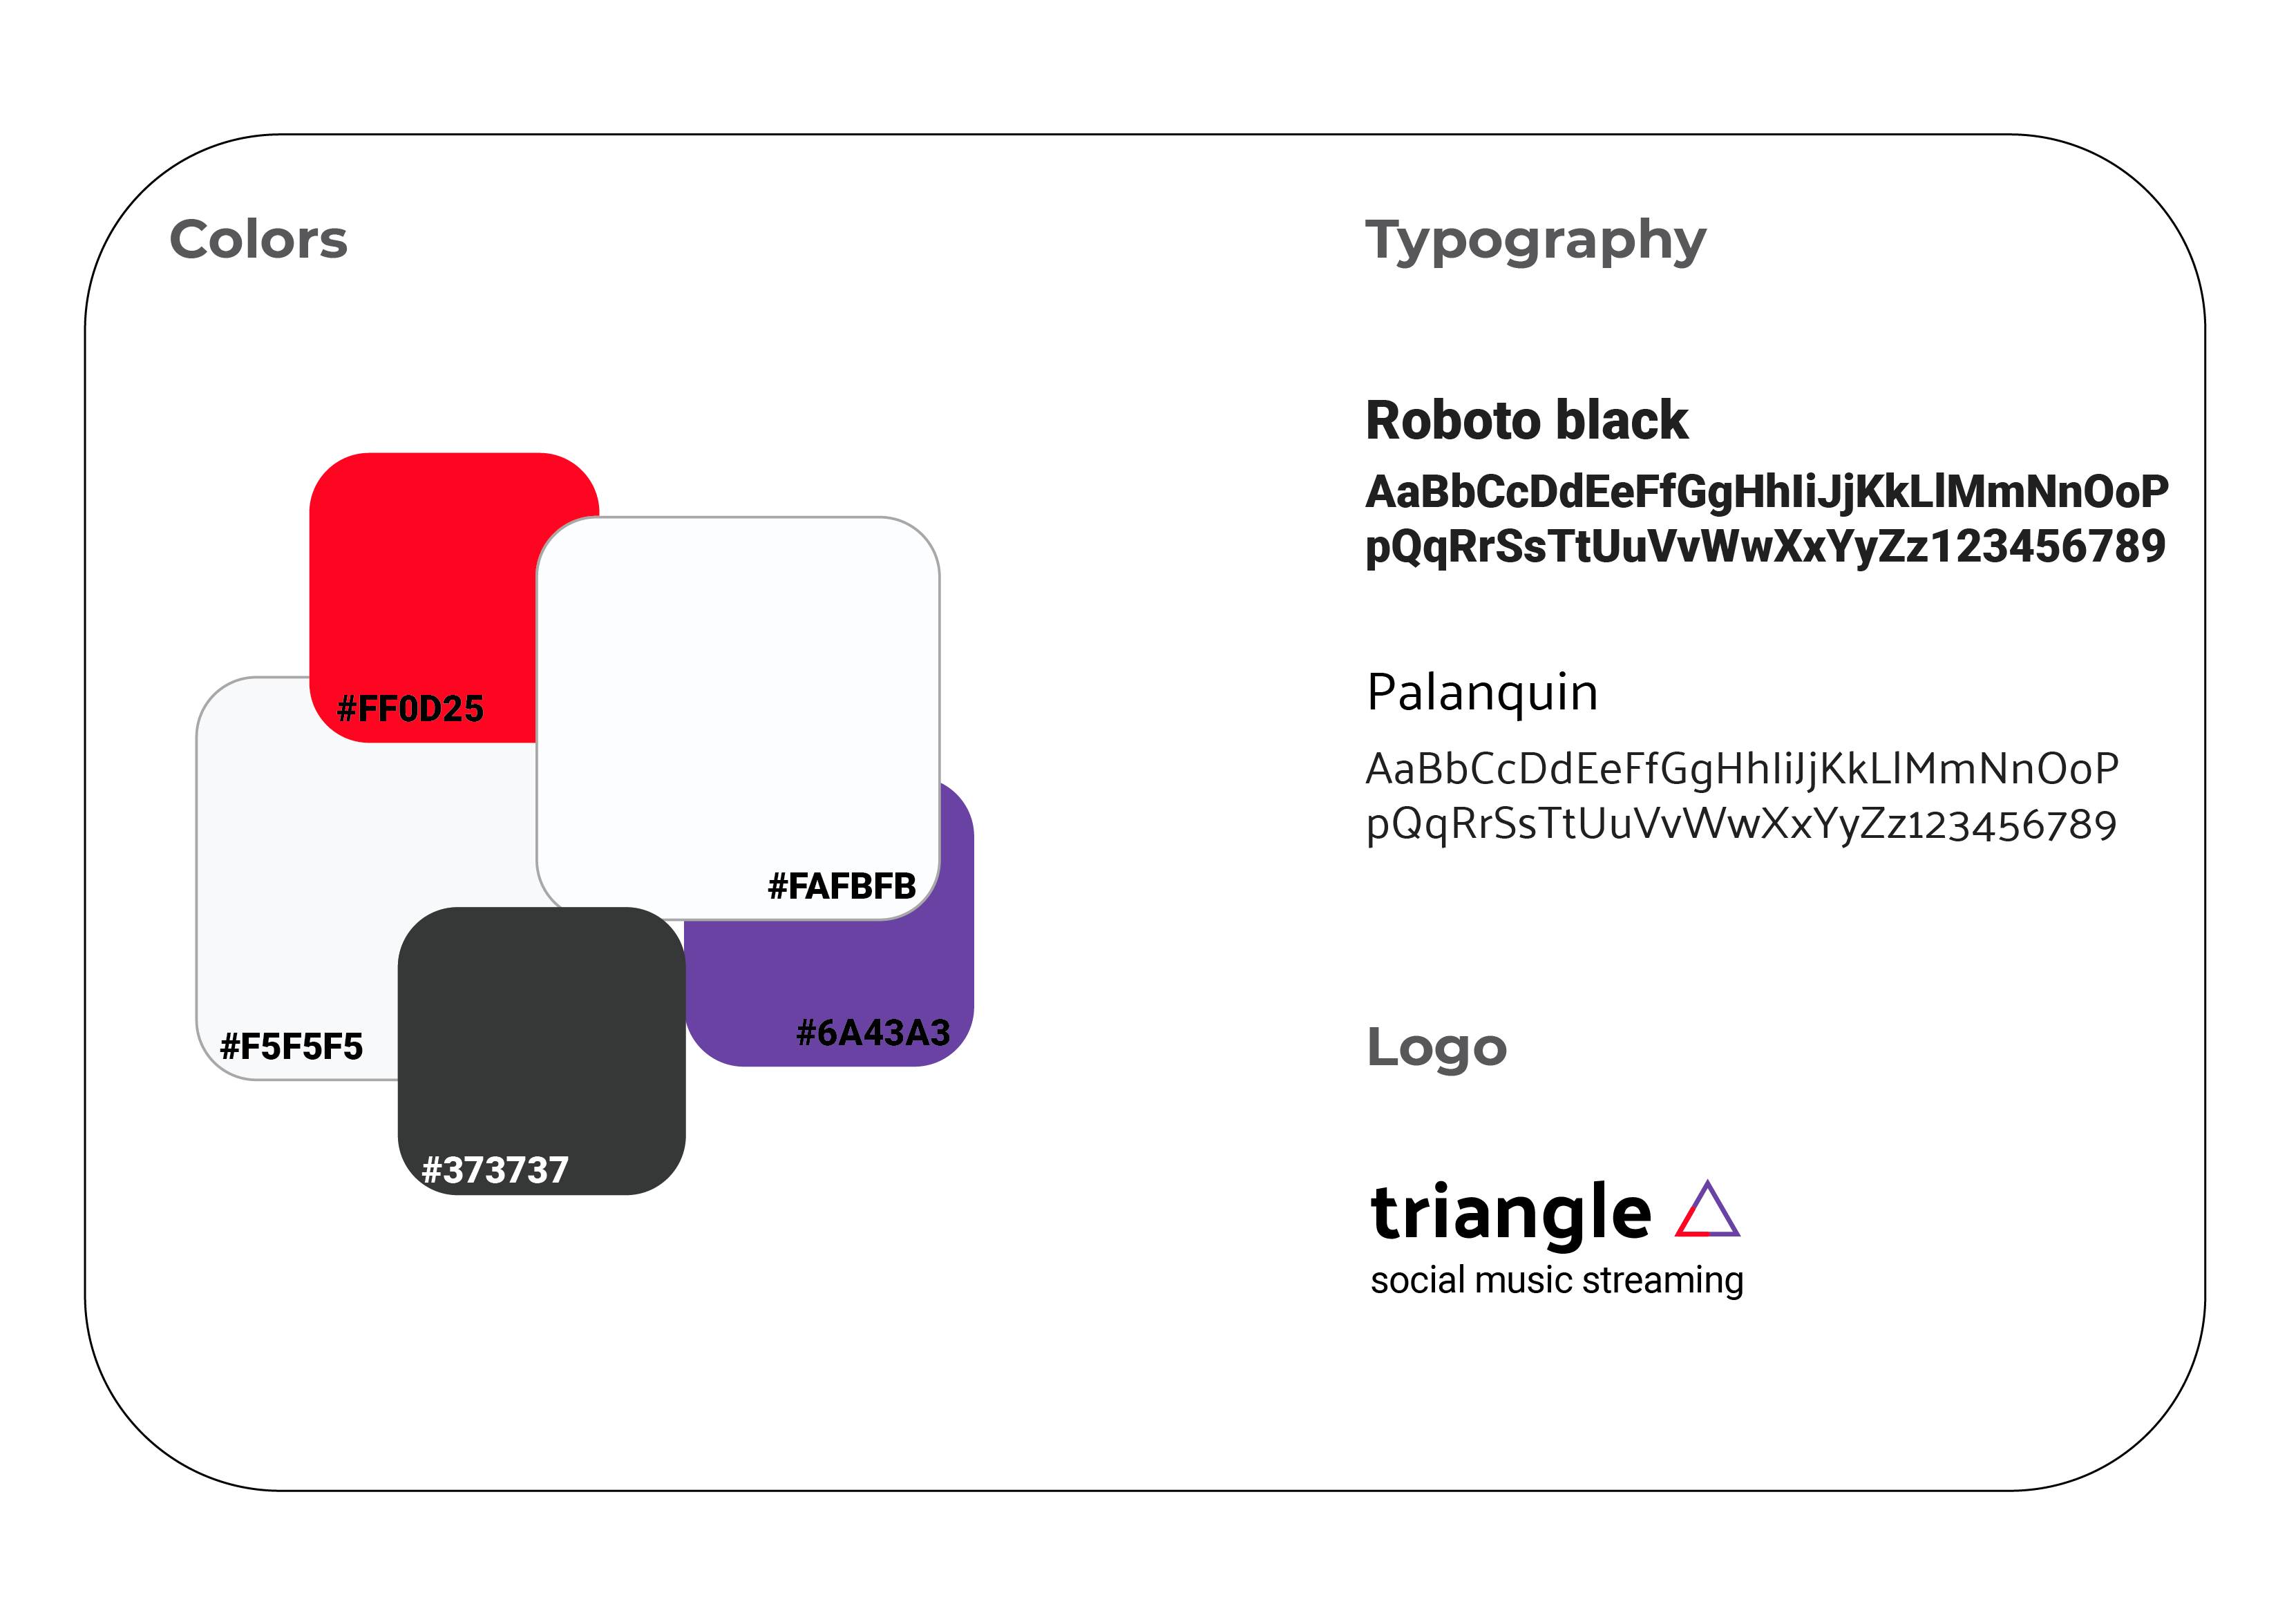 Colors
#FF0D25
#FAFBFB
#F5F5F5
#6A43A3
#373737
Typography
Roboto black
AaBbCcDdEeFfGgHhIiJjKkLlMmNnOoP
pQqRrSsTtUuVvWwXxYyZz123456789
Palanquin
AaBbCcDdEeFfGgHhIiJjKkLlMmNnOoP
pQqRrSsTtUuVvWwXxYyZz123456789
Logo
triangle
social music streaming